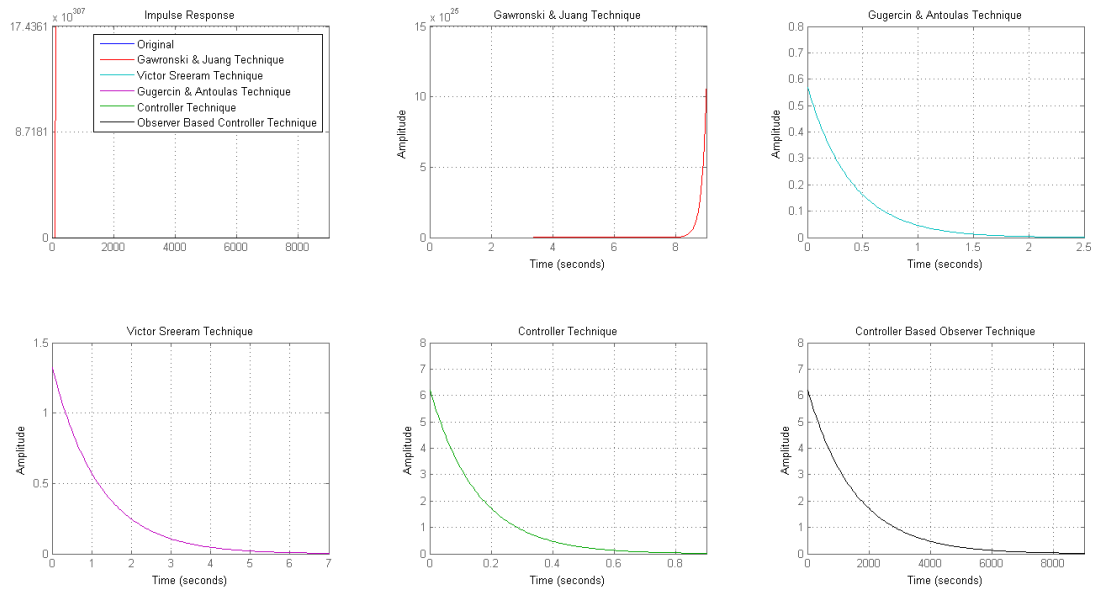 Impulse Response
x 10^307
17.4361
8.7181
0
0 2000 4000 6000 8000
Original
Gawronski & Juang Technique
Victor Sreeram Technique
Gugercin & Antoulas Technique
Controller Technique
Observer Based Controller Technique
Gawronski & Juang Technique
x 10^25
15
10
5
0
0 2 4 6 8
Amplitude
Time (seconds)
Gugercin & Antoulas Technique
0.8
0.7
0.6
0.5
0.4
0.3
0.2
0.1
0
0 0.5 1 1.5 2 2.5
Amplitude
Time (seconds)
Victor Sreeram Technique
1.5
1
0.5
0
0 1 2 3 4 5 6 7
Amplitude
Time (seconds)
Controller Technique
8
7
6
5
4
3
2
1
0
0 0.2 0.4 0.6 0.8
Amplitude
Time (seconds)
Controller Based Observer Technique
8
7
6
5
4
3
2
1
0
0 2000 4000 6000 8000
Amplitude
Time (seconds)